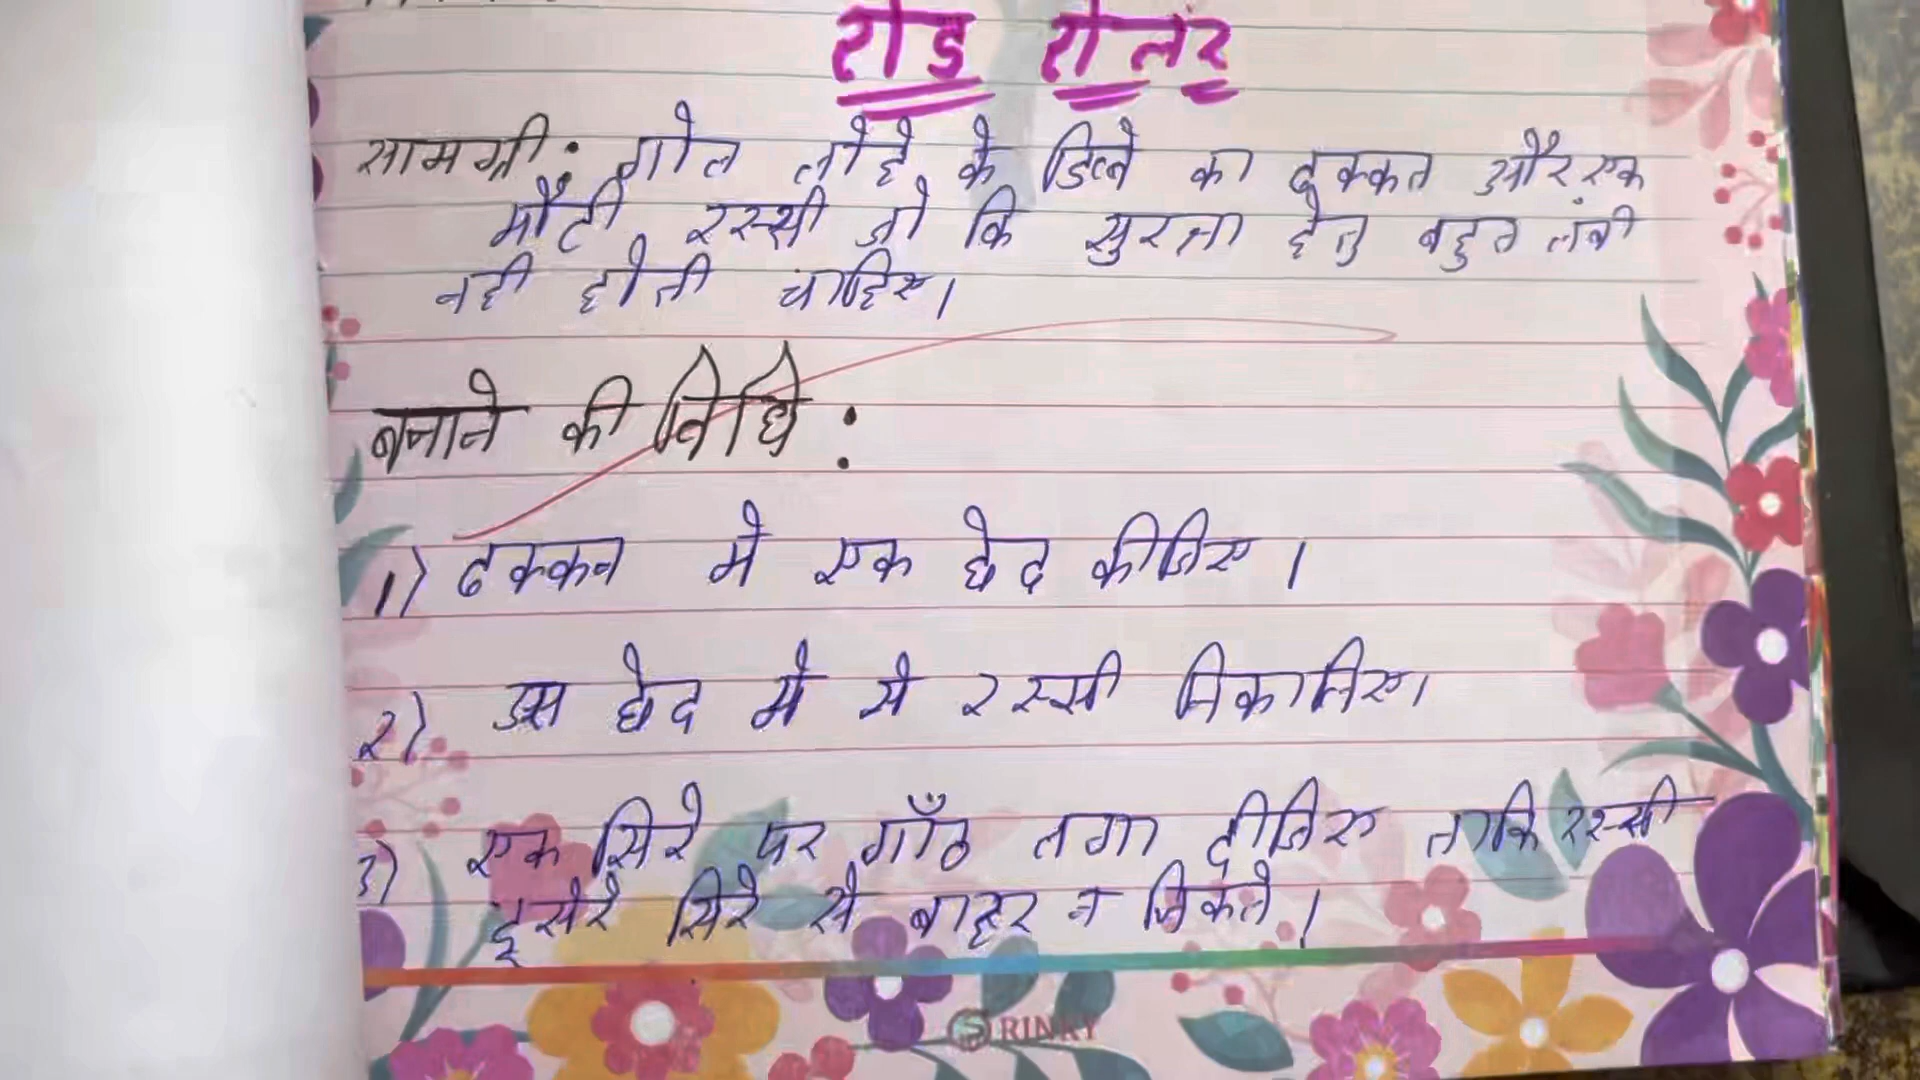 रोड रोलर
सामग्री: गोल लोहे के डिब्बे का ढक्कन और एक
मोटी रस्सी जो कि सुरक्षा हेतु बहुत लंबी
नही होनी चाहिए।
बनाने की विधि:
1) ढक्कन मे एक छेद कीजिए।
2) उस छेद मे से रस्सी निकालिए।
3) एक सिरे पर गाँठ लगा दीजिए ताकि रस्सी
दूसरे सिरे से बाहर न निकले।
RINKY